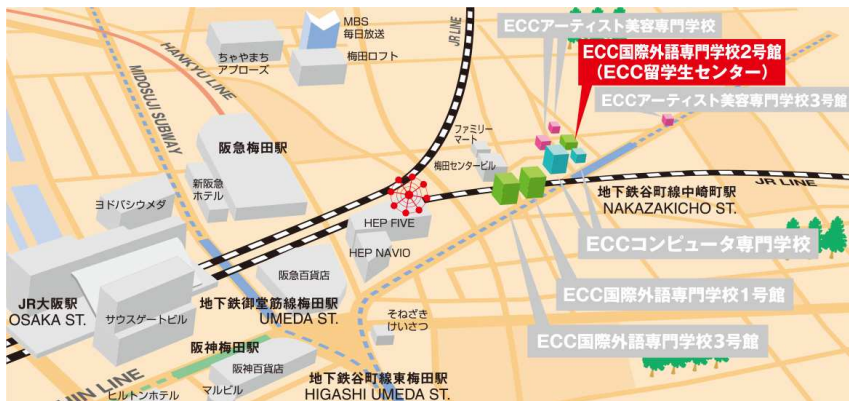 MBS
毎日放送
ちゃやまち
アプローズ
梅田ロフト
JR LINE
ECCアーティスト美容専門学校
ECC国際外語専門学校2号館
(ECC留学生センター)
ECCアーティスト美容専門学校3号館
HANKYU LINE
MIDOSUJI SUBWAY
阪急梅田駅
ファミリー
マート
梅田センタービル
新阪急
ホテル
ヨドバシウメダ
地下鉄谷町線中崎町駅
NAKAZAKICHO ST.
JR LINE
HEP FIVE
HEP NAVIO
ECCコンピュータ専門学校
阪急百貨店
JR大阪駅
OSAKA ST.
サウスゲートビル
地下鉄御堂筋線梅田駅
UMEDA ST.
ECC国際外語専門学校1号館
そねざき
けいさつ
ECC国際外語専門学校3号館
阪神梅田駅
阪神百貨店
地下鉄谷町線東梅田駅
HIGASHI UMEDA ST.
HIN LINE
ヒルトンホテル
マルビル